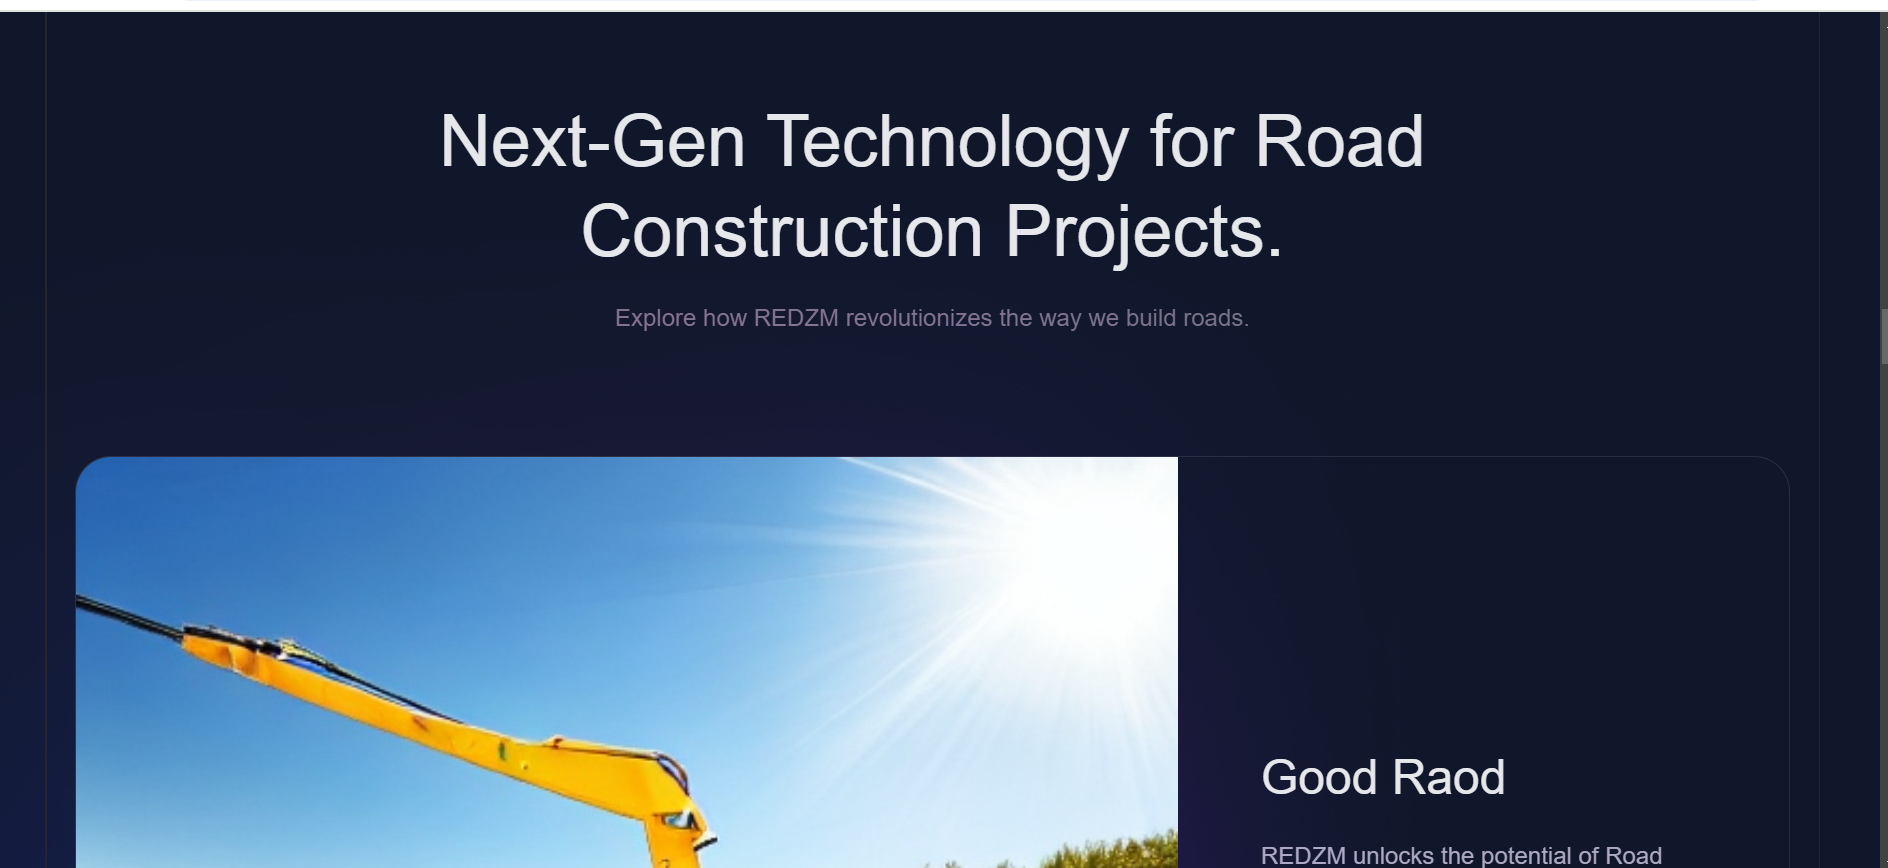 Next-Gen Technology for Road
Construction Projects.
Explore how REDZM revolutionizes the way we build roads.
Good Raod
REDZM unlocks the potential of Road